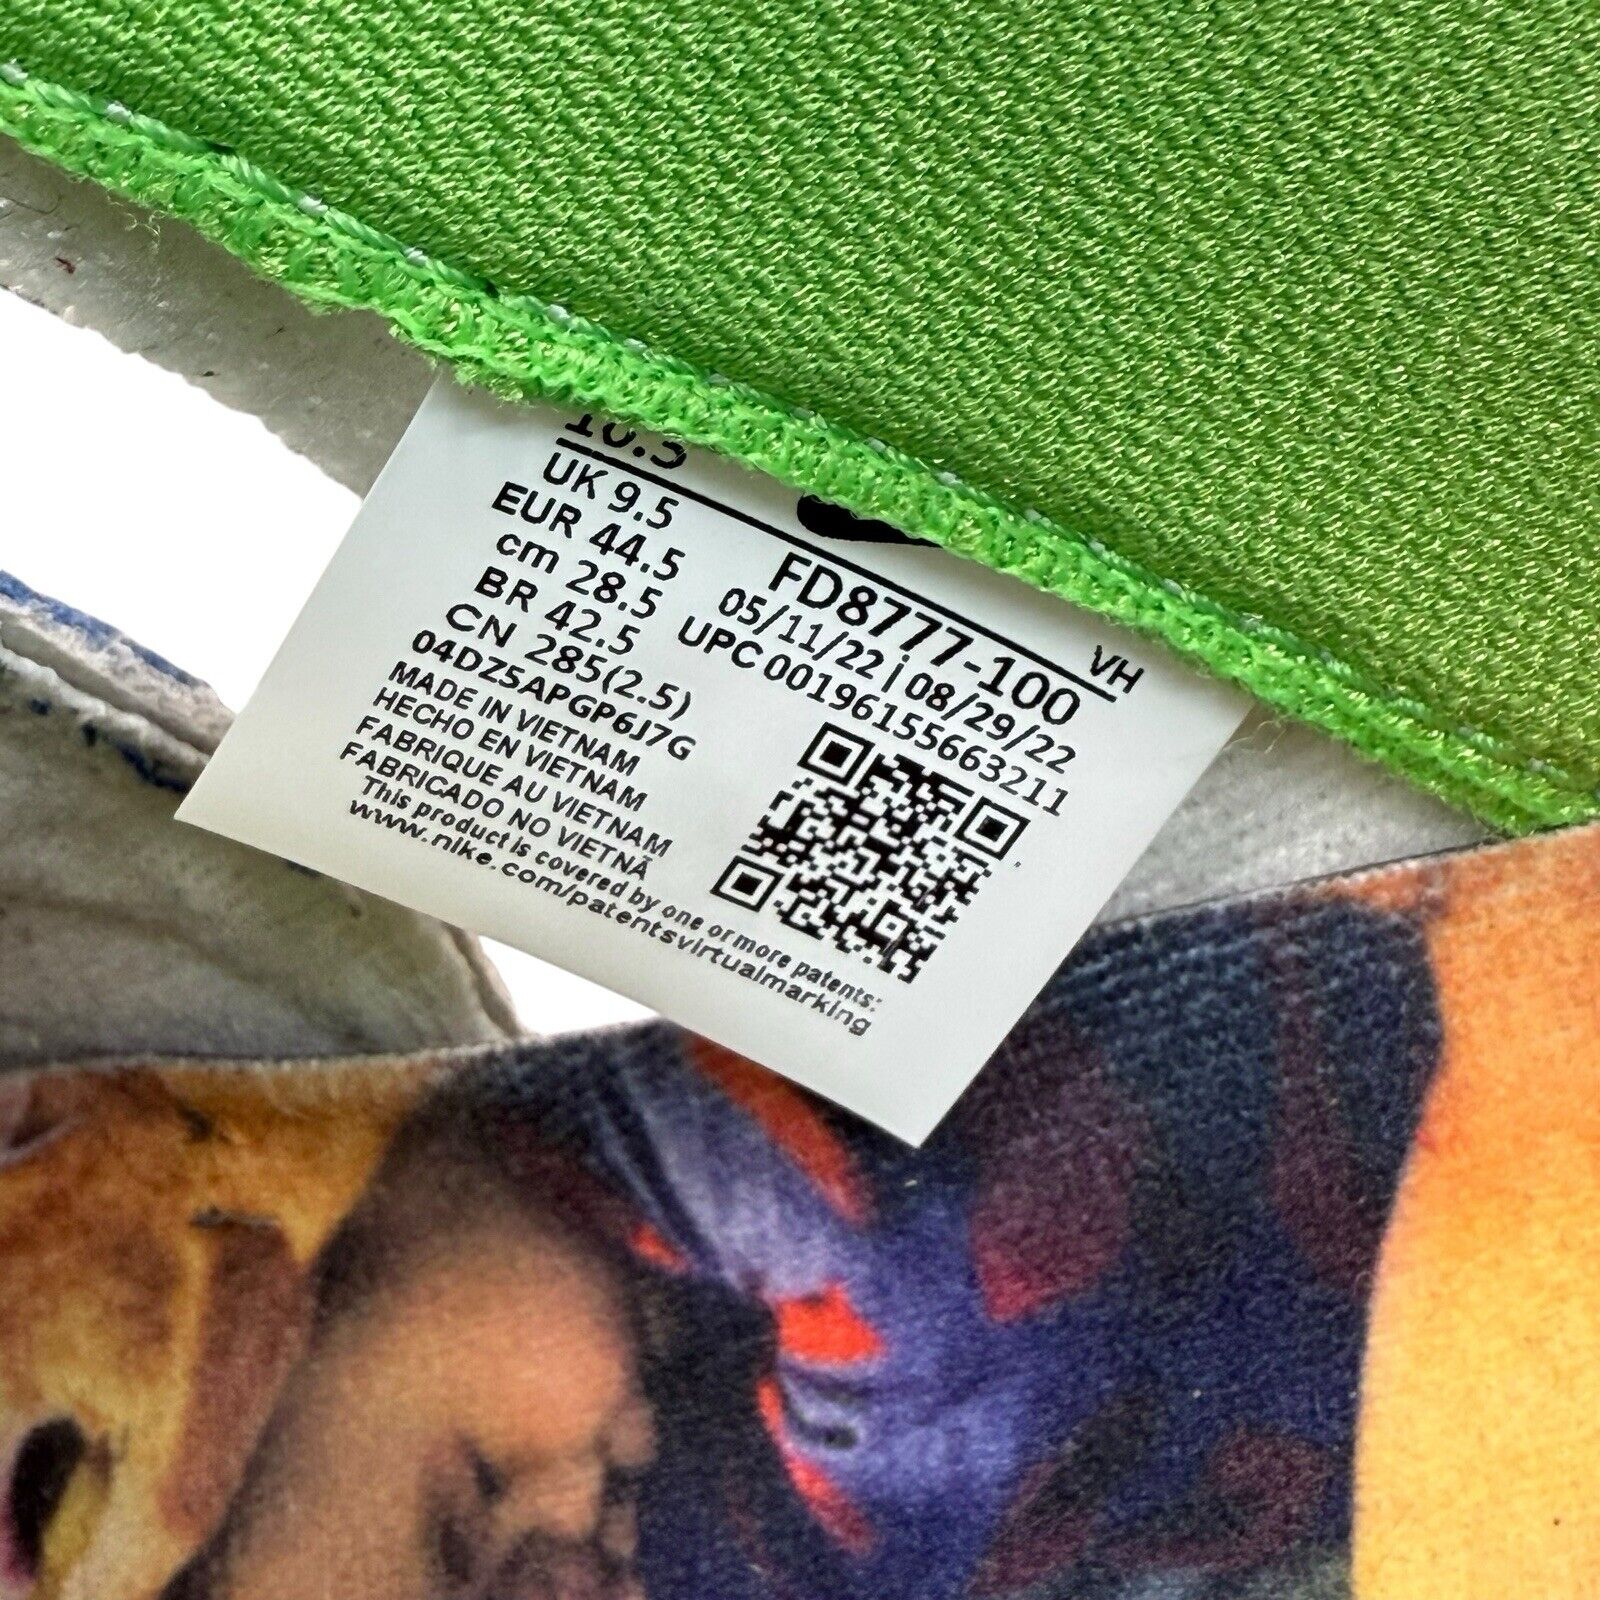 10.5
UK 9.5
EUR 44.5
cm 28.5
BR 42.5
CN 285(2.5)
04DZ5APGP6J7G
MADE IN VIETNAM
HECHO EN VIETNAM
FABRIQUE AU VIETNAM
FABRICADO NO VIETNÃ
This product is covered by one or more patents:
www.nike.com/patentsvirtualmarking
VH
FD8777-100
05/11/22 | 08/29/22
UPC 00196155663211